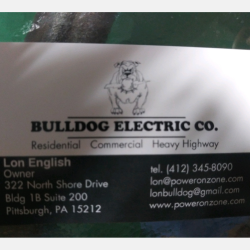 BULLDOG ELECTRIC CO.
Residential Commercial Heavy Highway
Lon English
Owner
322 North Shore Drive
Bldg 1B Suite 200
Pittsburgh, PA 15212
tel. (412) 345-8090
lon@poweronzone.com
lonbulldog@gmail.com
www.poweronzone.com